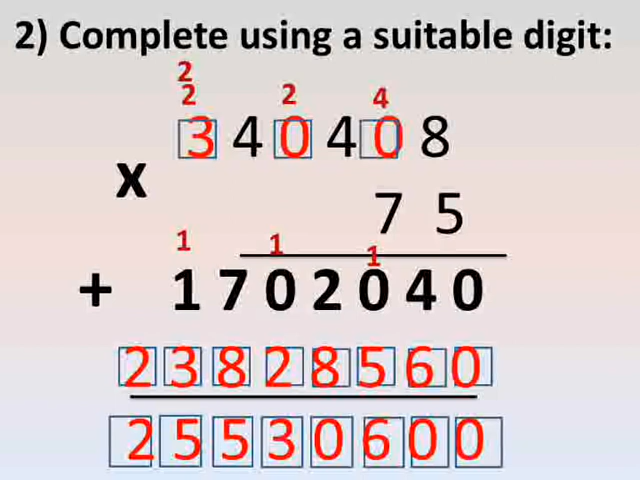 2) Complete using a suitable digit:
2
2 2 4
3 4 0 4 0 8
x
7 5
1 1 1
+ 1 7 0 2 0 4 0
2 3 8 2 8 5 6 0
2 5 5 3 0 6 0 0